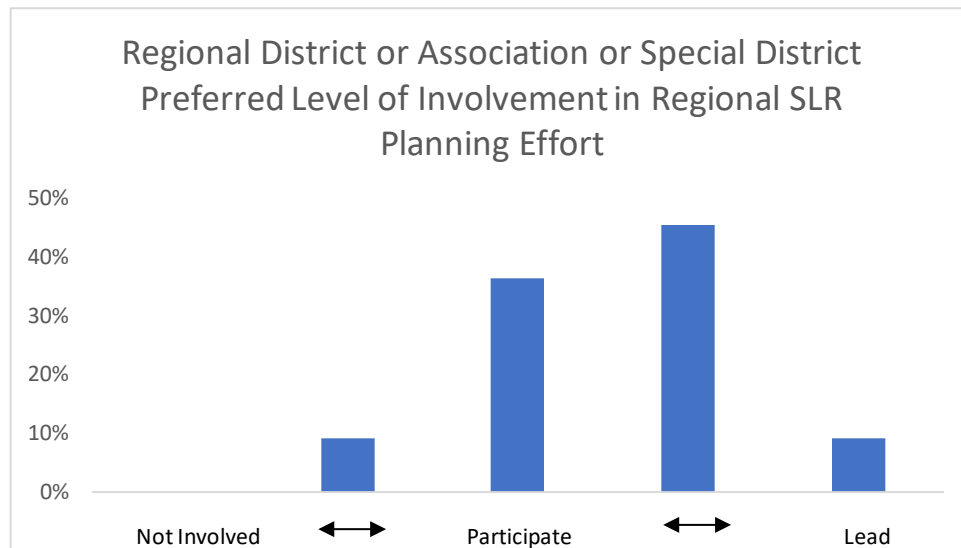 Regional District or Association or Special District
Preferred Level of Involvement in Regional SLR
Planning Effort
50%
40%
30%
20%
10%
0%
Not Involved
Participate
Lead